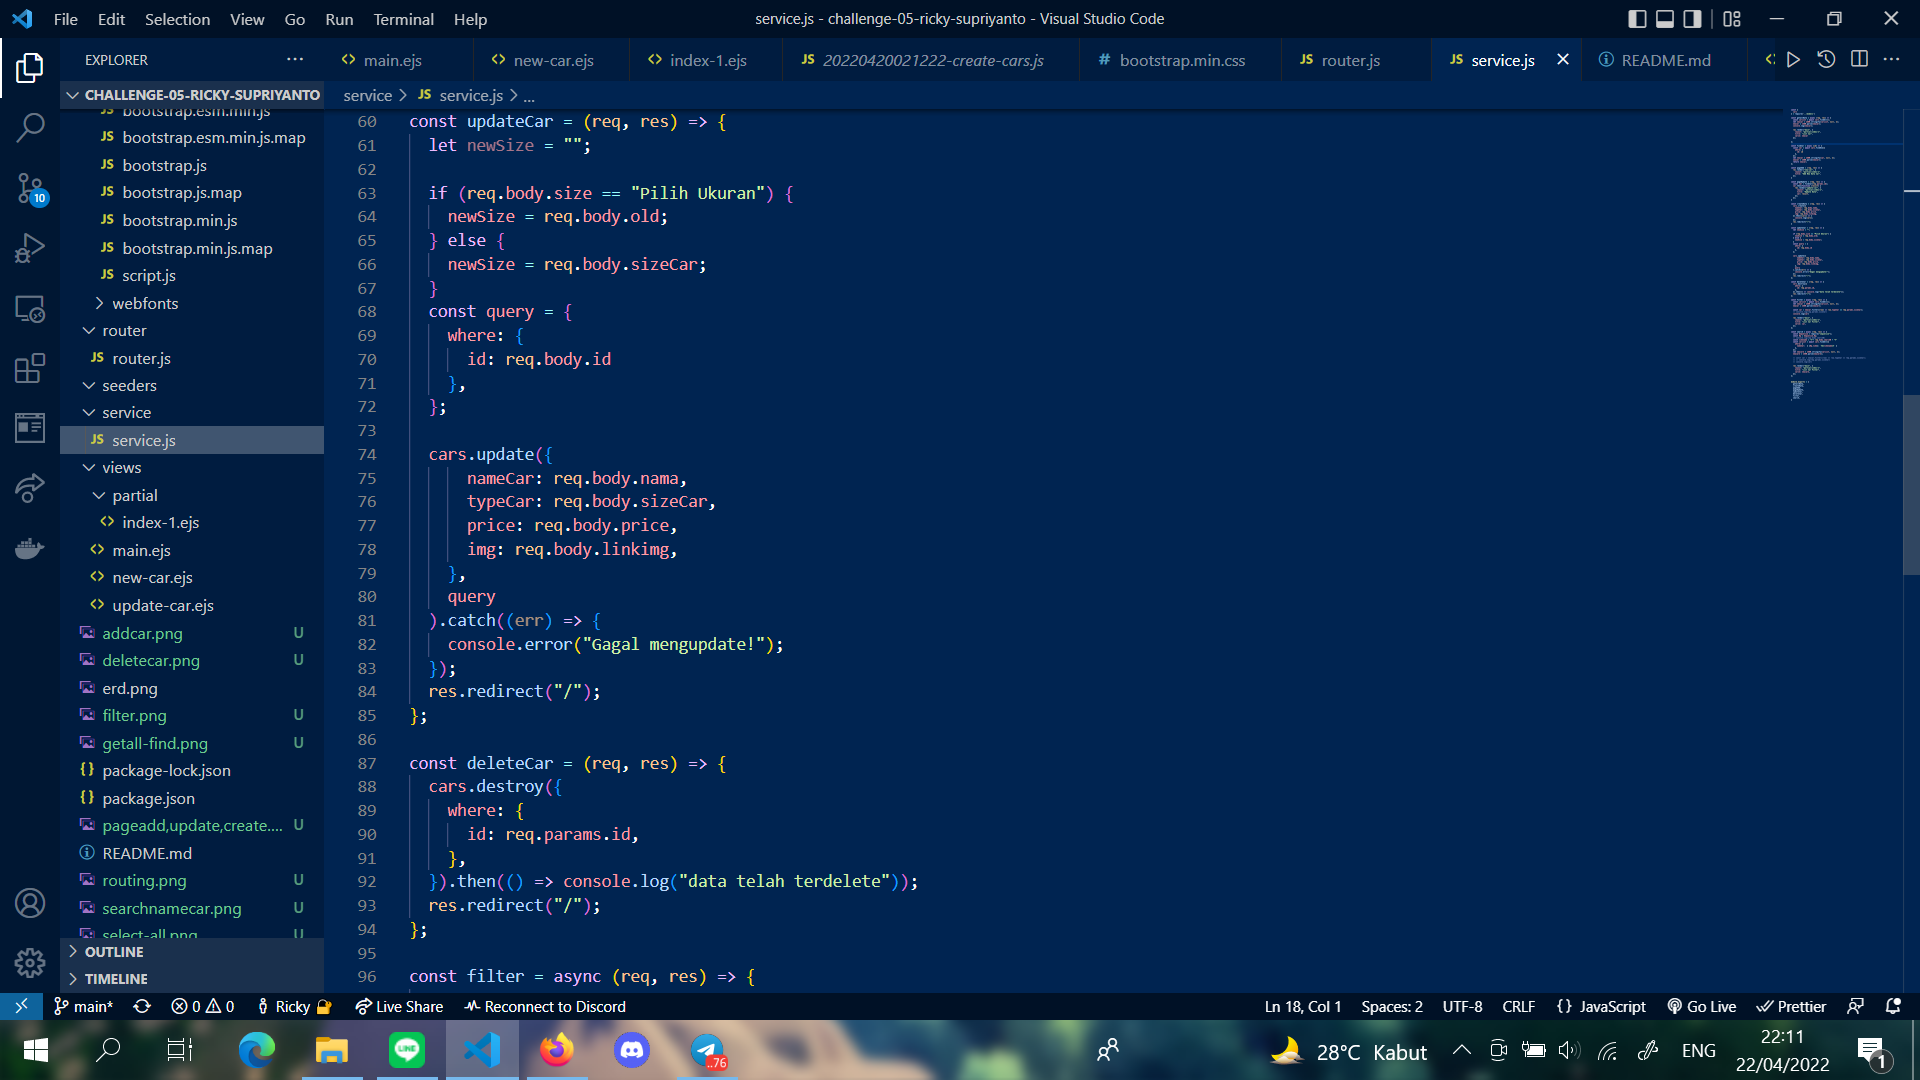 File Edit Selection View Go Run Terminal Help
service.js - challenge-05-ricky-supriyanto - Visual Studio Code
EXPLORER
main.ejs
new-car.ejs
index-1.ejs
JS 20220420021222-create-cars.js
# bootstrap.min.css
JS router.js
JS service.js
README.md
CHALLENGE-05-RICKY-SUPRIYANTO
service > JS service.js > ...
JS bootstrap.esm.min.js
JS bootstrap.esm.min.js.map
JS bootstrap.js
JS bootstrap.js.map
JS bootstrap.min.js
JS bootstrap.min.js.map
JS script.js
webfonts
router
JS router.js
seeders
service
JS service.js
views
partial
index-1.ejs
main.ejs
new-car.ejs
update-car.ejs
addcar.png U
deletecar.png U
erd.png
filter.png U
getall-find.png U
{} package-lock.json
{} package.json
pageadd,update,create.... U
README.md
routing.png U
searchnamecar.png U
select-all.png U
OUTLINE
TIMELINE
10
60 const updateCar = (req, res) => {
61 let newSize = "";
62
63 if (req.body.size == "Pilih Ukuran") {
64 newSize = req.body.old;
65 } else {
66 newSize = req.body.sizeCar;
67 }
68 const query = {
69 where: {
70 id: req.body.id
71 },
72 };
73
74 cars.update({
75 nameCar: req.body.nama,
76 typeCar: req.body.sizeCar,
77 price: req.body.price,
78 img: req.body.linkimg,
79 },
80 query
81 ).catch((err) => {
82 console.error("Gagal mengupdate!");
83 });
84 res.redirect("/");
85 };
86
87 const deleteCar = (req, res) => {
88 cars.destroy({
89 where: {
90 id: req.params.id,
91 },
92 }).then(() => console.log("data telah terdelete"));
93 res.redirect("/");
94 };
95
96 const filter = async (req, res) => {
main* 0 0 Ricky Live Share Reconnect to Discord
Ln 18, Col 1 Spaces: 2 UTF-8 CRLF {} JavaScript Go Live Prettier
LINE
.76
28°C Kabut
ENG
22:11
22/04/2022
1